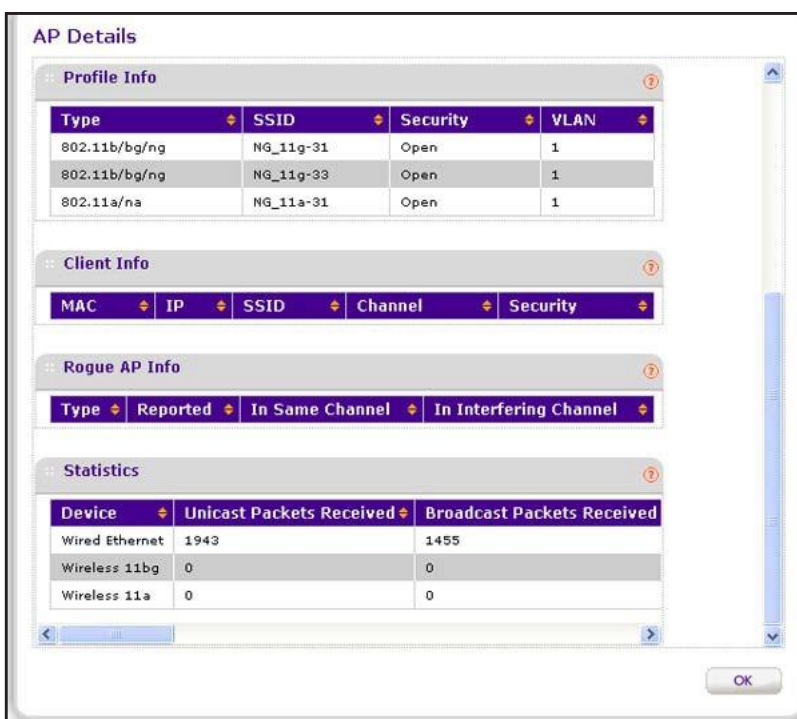 AP Details
Profile Info
Type SSID Security VLAN
802.11b/bg/ng NG_11g-31 Open 1
802.11b/bg/ng NG_11g-33 Open 1
802.11a/na NG_11a-31 Open 1
Client Info
MAC IP SSID Channel Security
Rogue AP Info
Type Reported In Same Channel In Interfering Channel
Statistics
Device Unicast Packets Received Broadcast Packets Received
Wired Ethernet 1943 1455
Wireless 11bg 0 0
Wireless 11a 0 0
OK